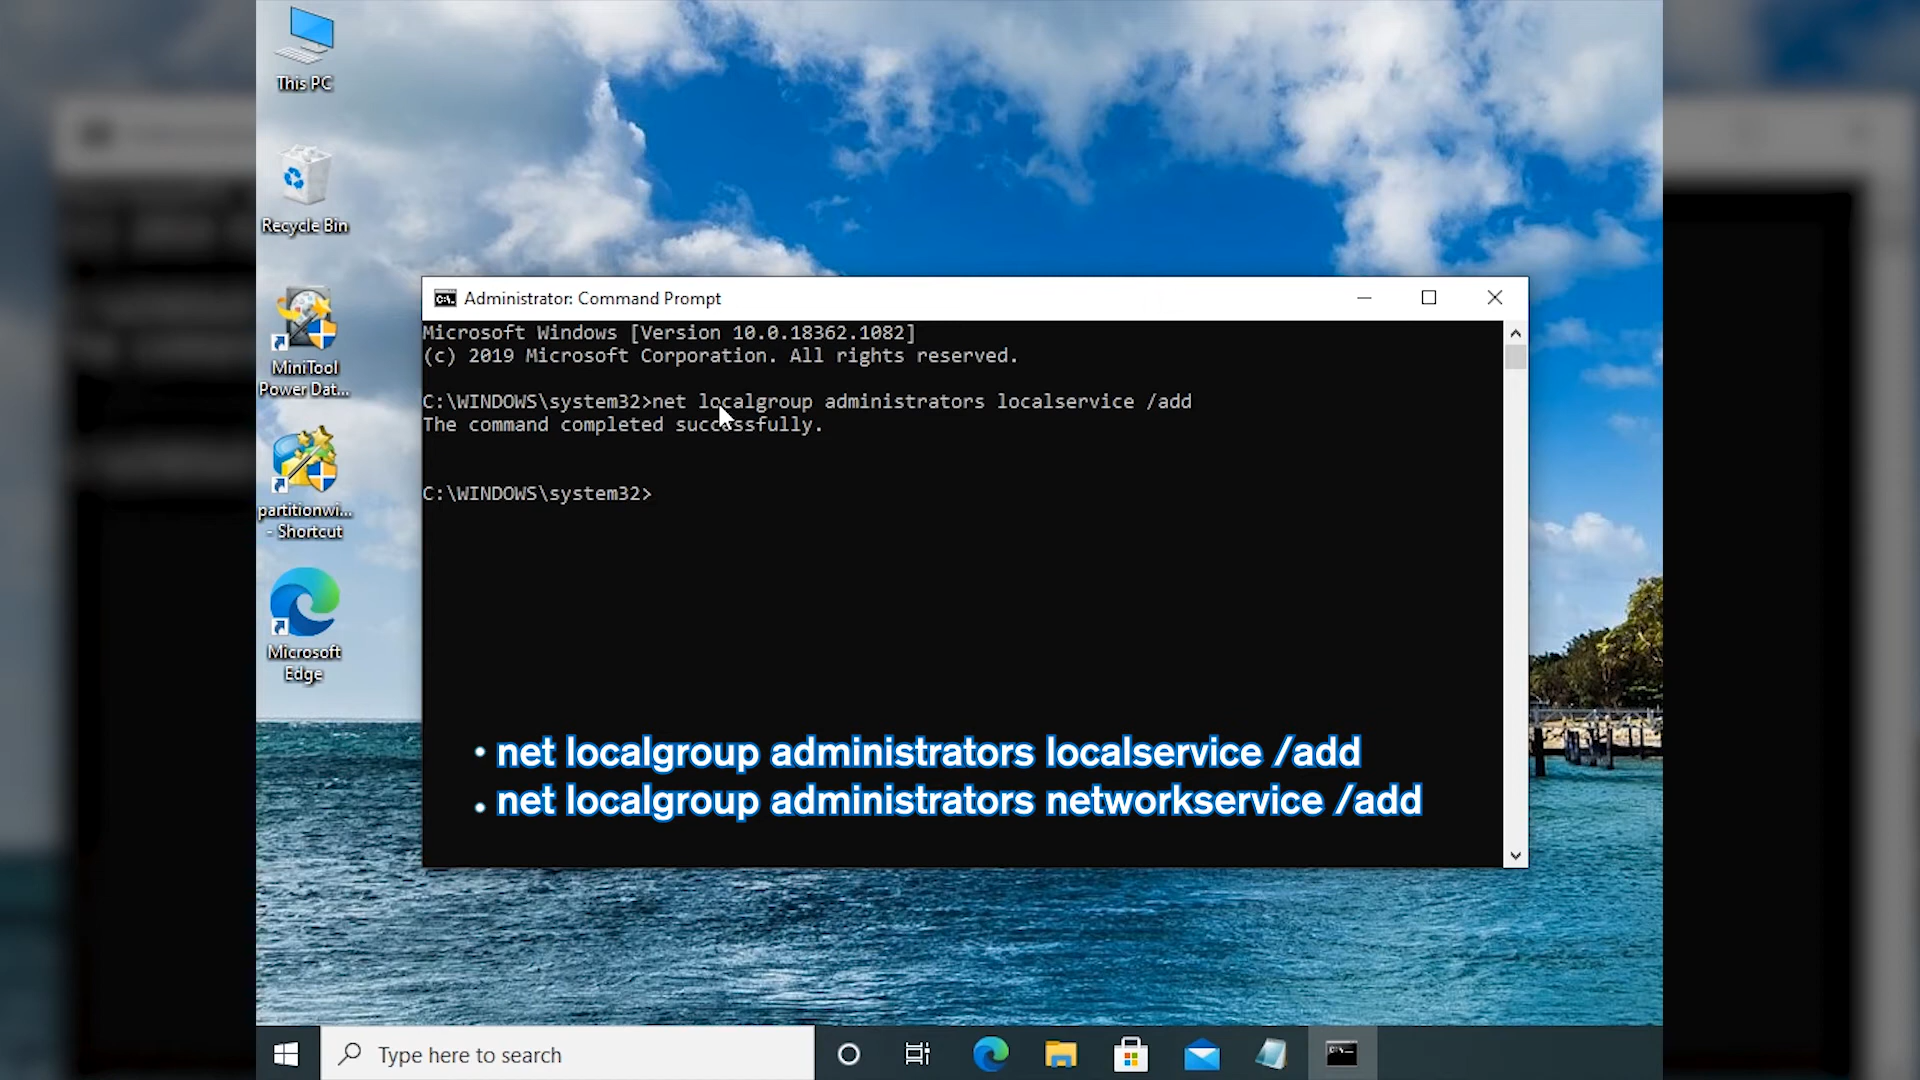 This PC
Recycle Bin
MiniTool
Power Dat...
partitionwi...
- Shortcut
Microsoft
Edge
Administrator: Command Prompt
Microsoft Windows [Version 10.0.18362.1082]
(c) 2019 Microsoft Corporation. All rights reserved.
C:\WINDOWS\system32>net localgroup administrators localservice /add
The command completed successfully.
C:\WINDOWS\system32>
• net localgroup administrators localservice /add
• net localgroup administrators networkservice /add
Type here to search